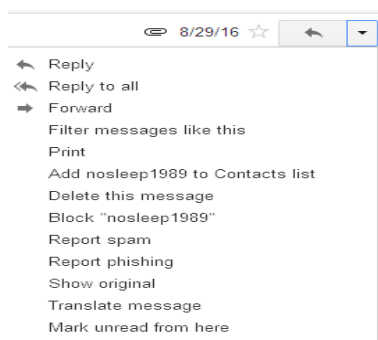 8/29/16
Reply
Reply to all
Forward
Filter messages like this
Print
Add nosleep1989 to Contacts list
Delete this message
Block "nosleep1989"
Report spam
Report phishing
Show original
Translate message
Mark unread from here